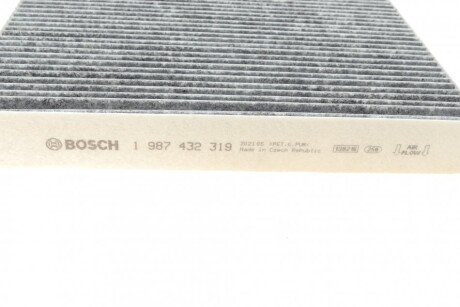 BOSCH 1 987 432 319
Made in Czech Republic
AIR
FLOW